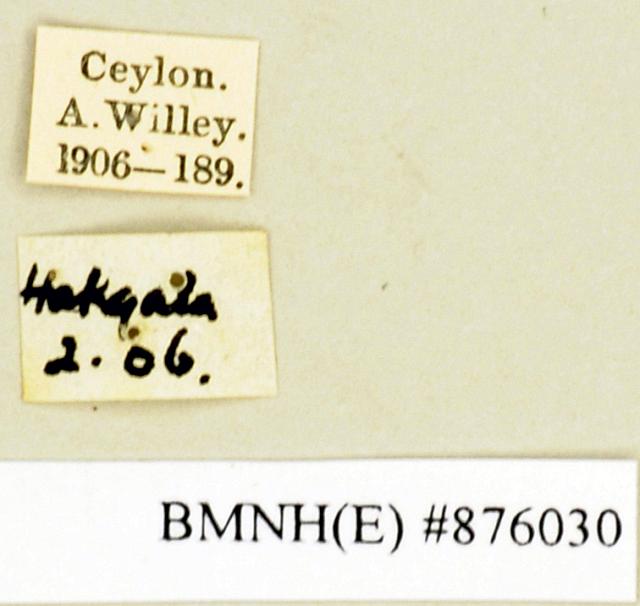 Ceylon.
A. Willey.
1906—189.
Hakgala
2.06.
BMNH(E) #876030